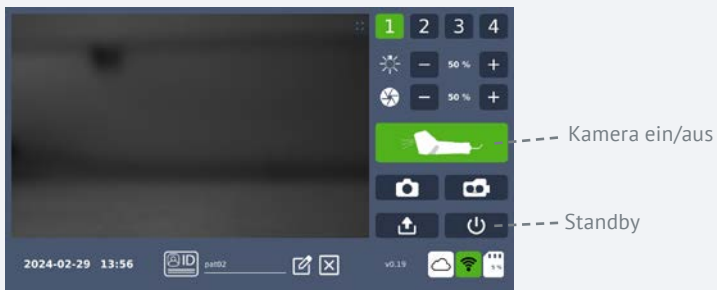 1 2 3 4
− 50 % +
− 50 % +
Kamera ein/aus
Standby
2024-02-29 13:56 ID pat02 v0.19 5 %